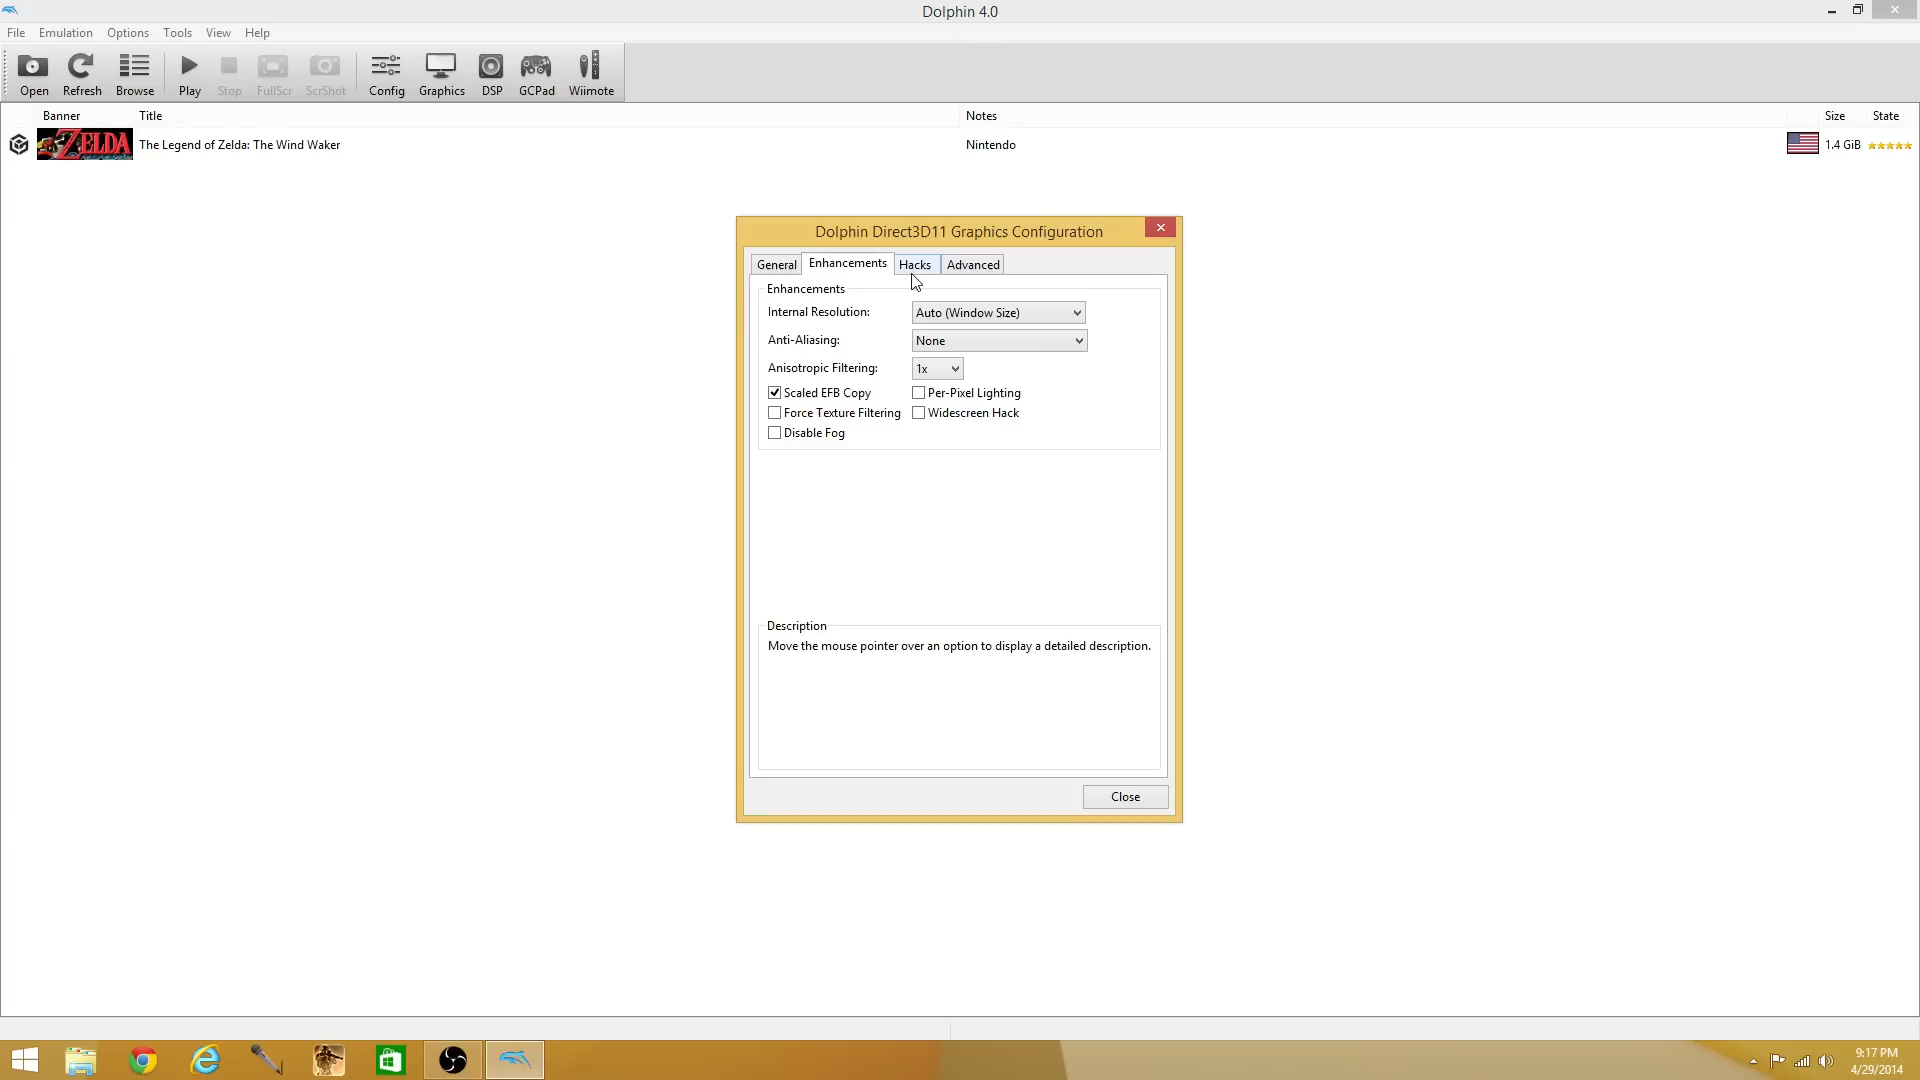 Dolphin 4.0
File Emulation Options Tools View Help
Open Refresh Browse Play Stop FullScr ScrShot Config Graphics DSP GCPad Wiimote
Banner Title Notes Size State
ZELDA The Legend of Zelda: The Wind Waker Nintendo 1.4 GiB
Dolphin Direct3D11 Graphics Configuration
General Enhancements Hacks Advanced
Enhancements
Internal Resolution: Auto (Window Size)
Anti-Aliasing: None
Anisotropic Filtering: 1x
Scaled EFB Copy Per-Pixel Lighting
Force Texture Filtering Widescreen Hack
Disable Fog
Description
Move the mouse pointer over an option to display a detailed description.
Close
9:17 PM
4/29/2014